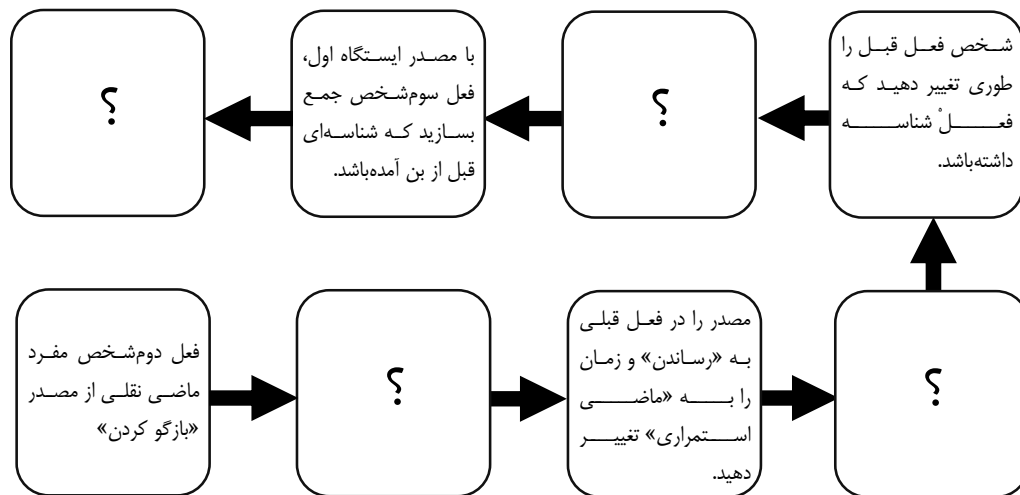 شخص فعل قبل را
طوری تغییر دهید که
فعلْ شناسه
داشته‌باشد.
؟
با مصدر ایستگاه اول،
فعل سوم‌شخص جمع
بسازید که شناسه‌ای
قبل از بن آمده‌باشد.
؟
فعل دوم‌شخص مفرد
ماضی نقلی از مصدر
«بازگو کردن»
؟
مصدر را در فعل قبلی
به «رساندن» و زمان
را به «ماضی
استمراری» تغییر
دهید.
؟